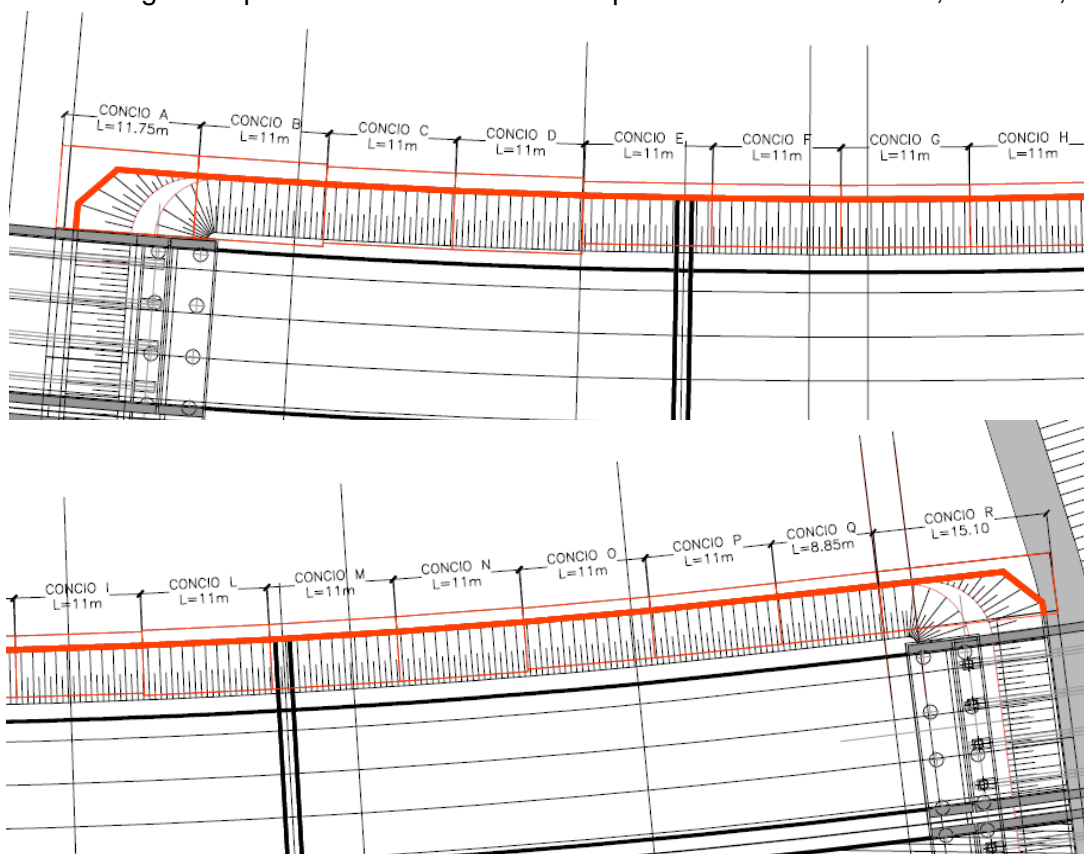 CONCIO A
L=11.75m
CONCIO B
L=11m
CONCIO C
L=11m
CONCIO D
L=11m
CONCIO E
L=11m
CONCIO F
L=11m
CONCIO G
L=11m
CONCIO H
L=11m
CONCIO I
L=11m
CONCIO L
L=11m
CONCIO M
L=11m
CONCIO N
L=11m
CONCIO O
L=11m
CONCIO P
L=11m
CONCIO Q
L=8.85m
CONCIO R
L=15.10